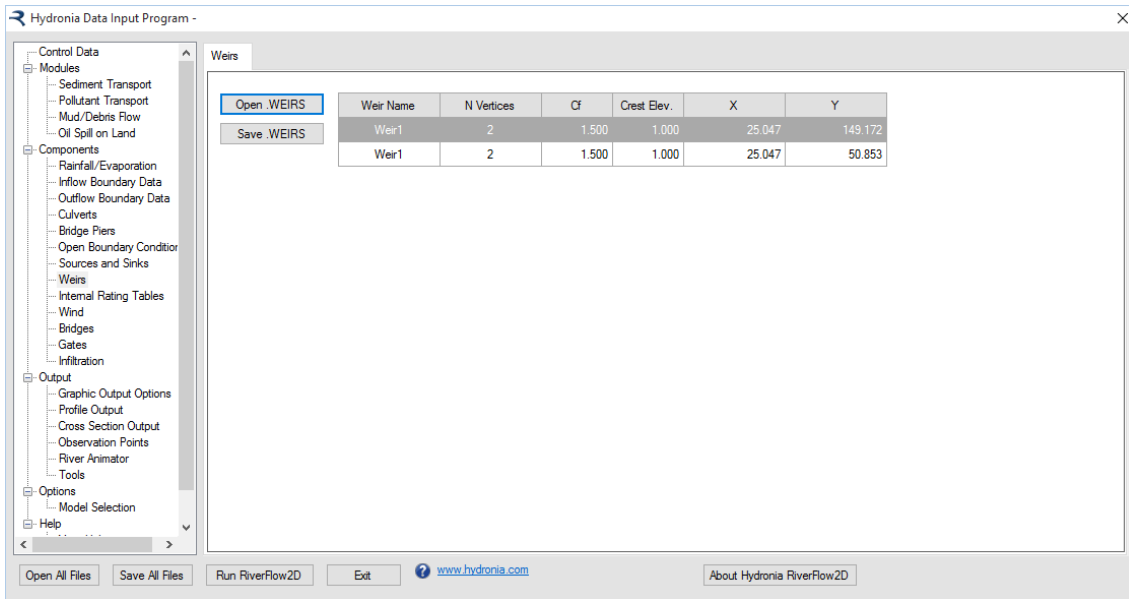 Hydronia Data Input Program -
Control Data
Modules
Sediment Transport
Pollutant Transport
Mud/Debris Flow
Oil Spill on Land
Components
Rainfall/Evaporation
Inflow Boundary Data
Outflow Boundary Data
Culverts
Bridge Piers
Open Boundary Condition
Sources and Sinks
Weirs
Internal Rating Tables
Wind
Bridges
Gates
Infiltration
Output
Graphic Output Options
Profile Output
Cross Section Output
Observation Points
River Animator
Tools
Options
Model Selection
Help
Weirs
Open .WEIRS
Save .WEIRS
Weir Name N Vertices Cf Crest Elev. X Y
Weir1 2 1.500 1.000 25.047 149.172
Weir1 2 1.500 1.000 25.047 50.853
Open All Files Save All Files Run RiverFlow2D Exit www.hydronia.com About Hydronia RiverFlow2D